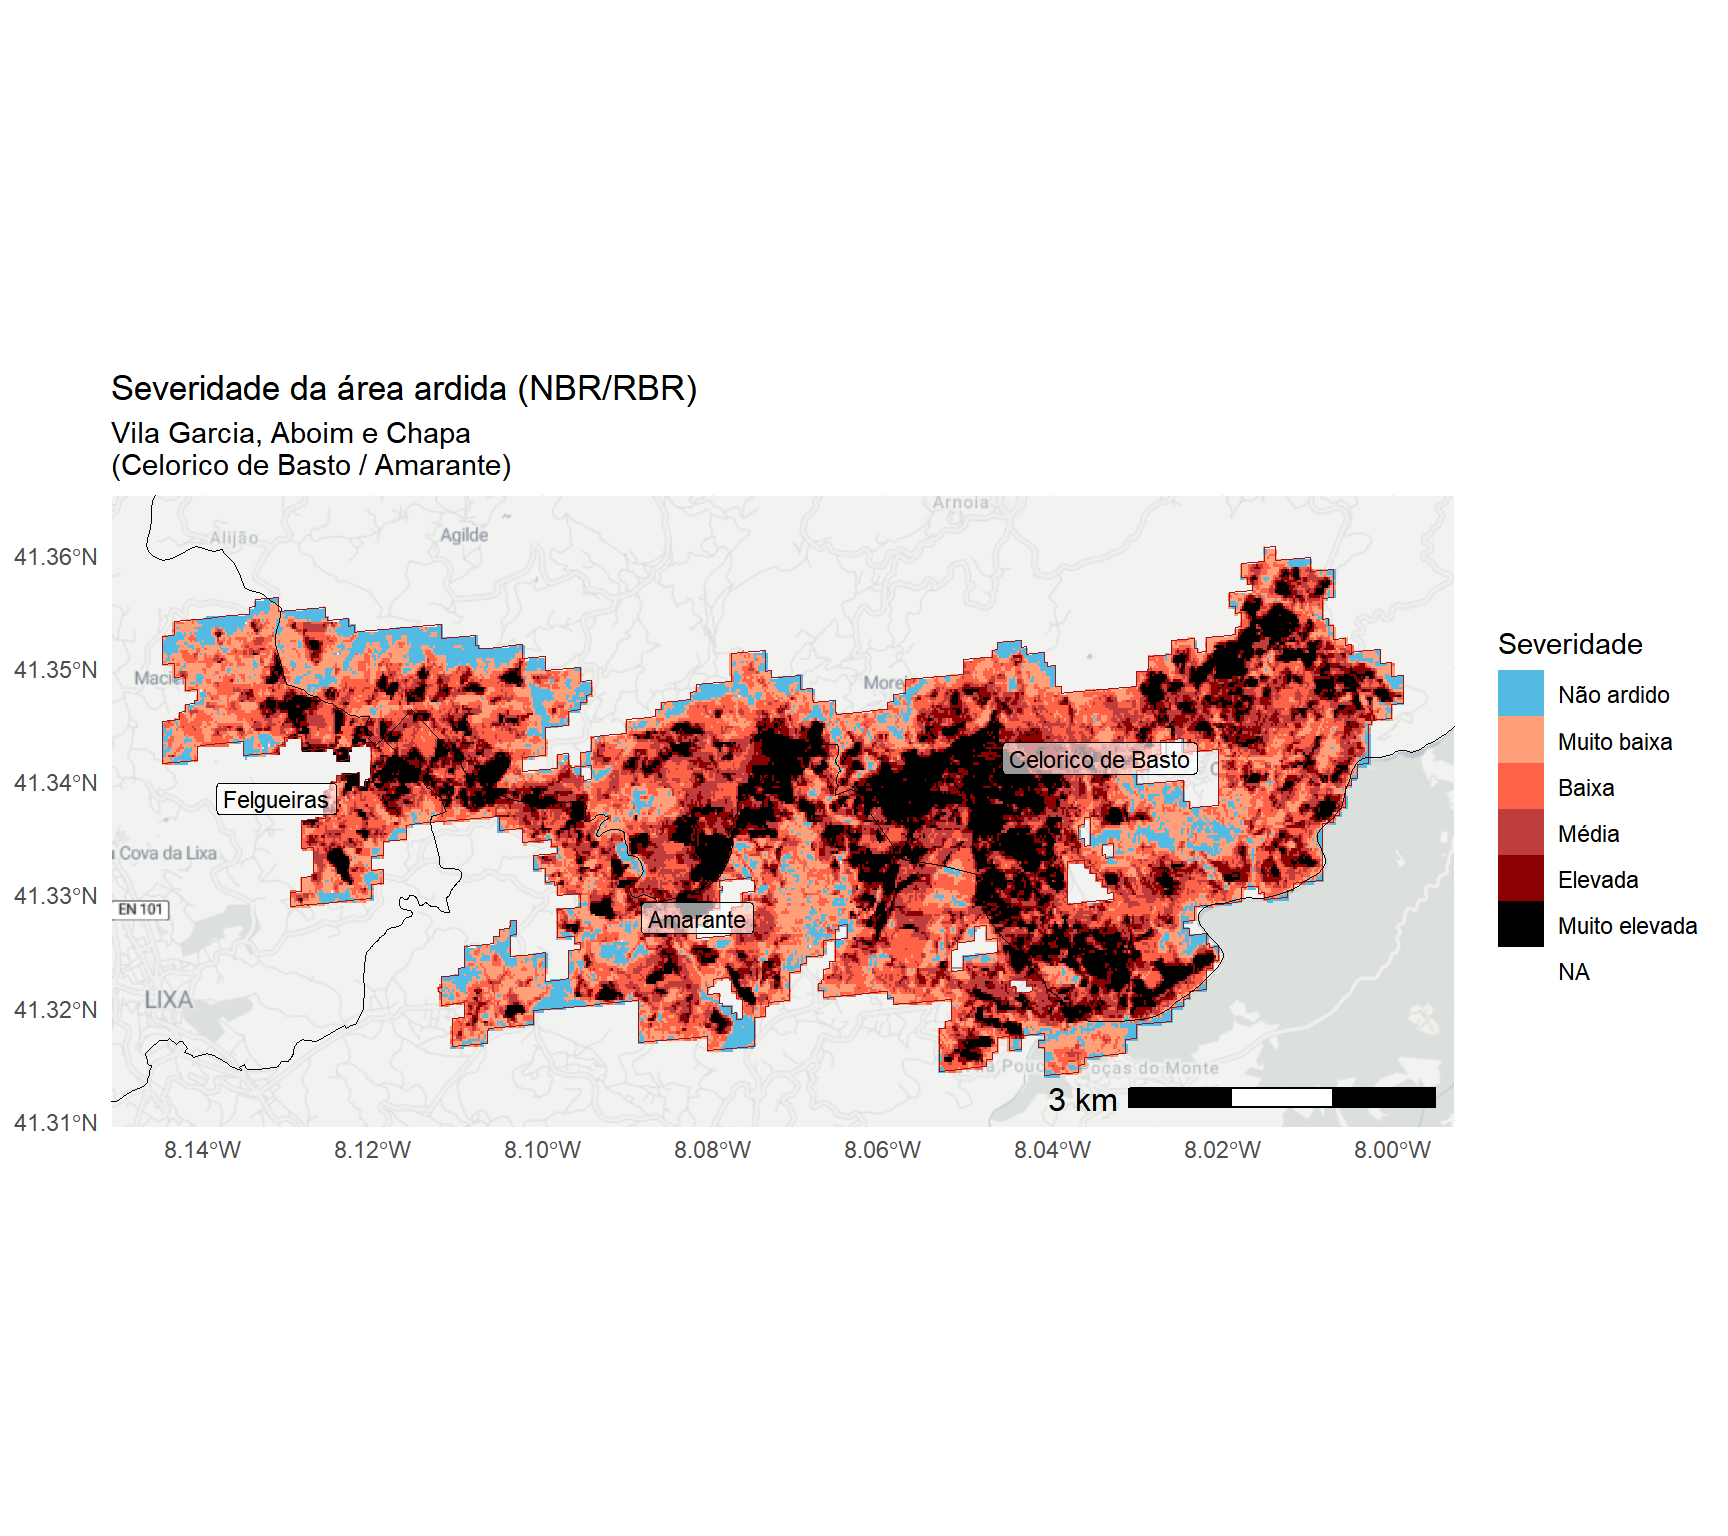 Severidade da área ardida (NBR/RBR)
Vila Garcia, Aboim e Chapa
(Celorico de Basto / Amarante)
Arnoia
Alijão
Agilde
41.36°N
41.35°N
41.34°N
41.33°N
41.32°N
41.31°N
Celorico de Basto
Felgueiras
Cova da Lixa
EN 101
Amarante
LIXA
Poças do Monte
3 km
8.14°W
8.12°W
8.10°W
8.08°W
8.06°W
8.04°W
8.02°W
8.00°W
Severidade
Não ardido
Muito baixa
Baixa
Média
Elevada
Muito elevada
NA